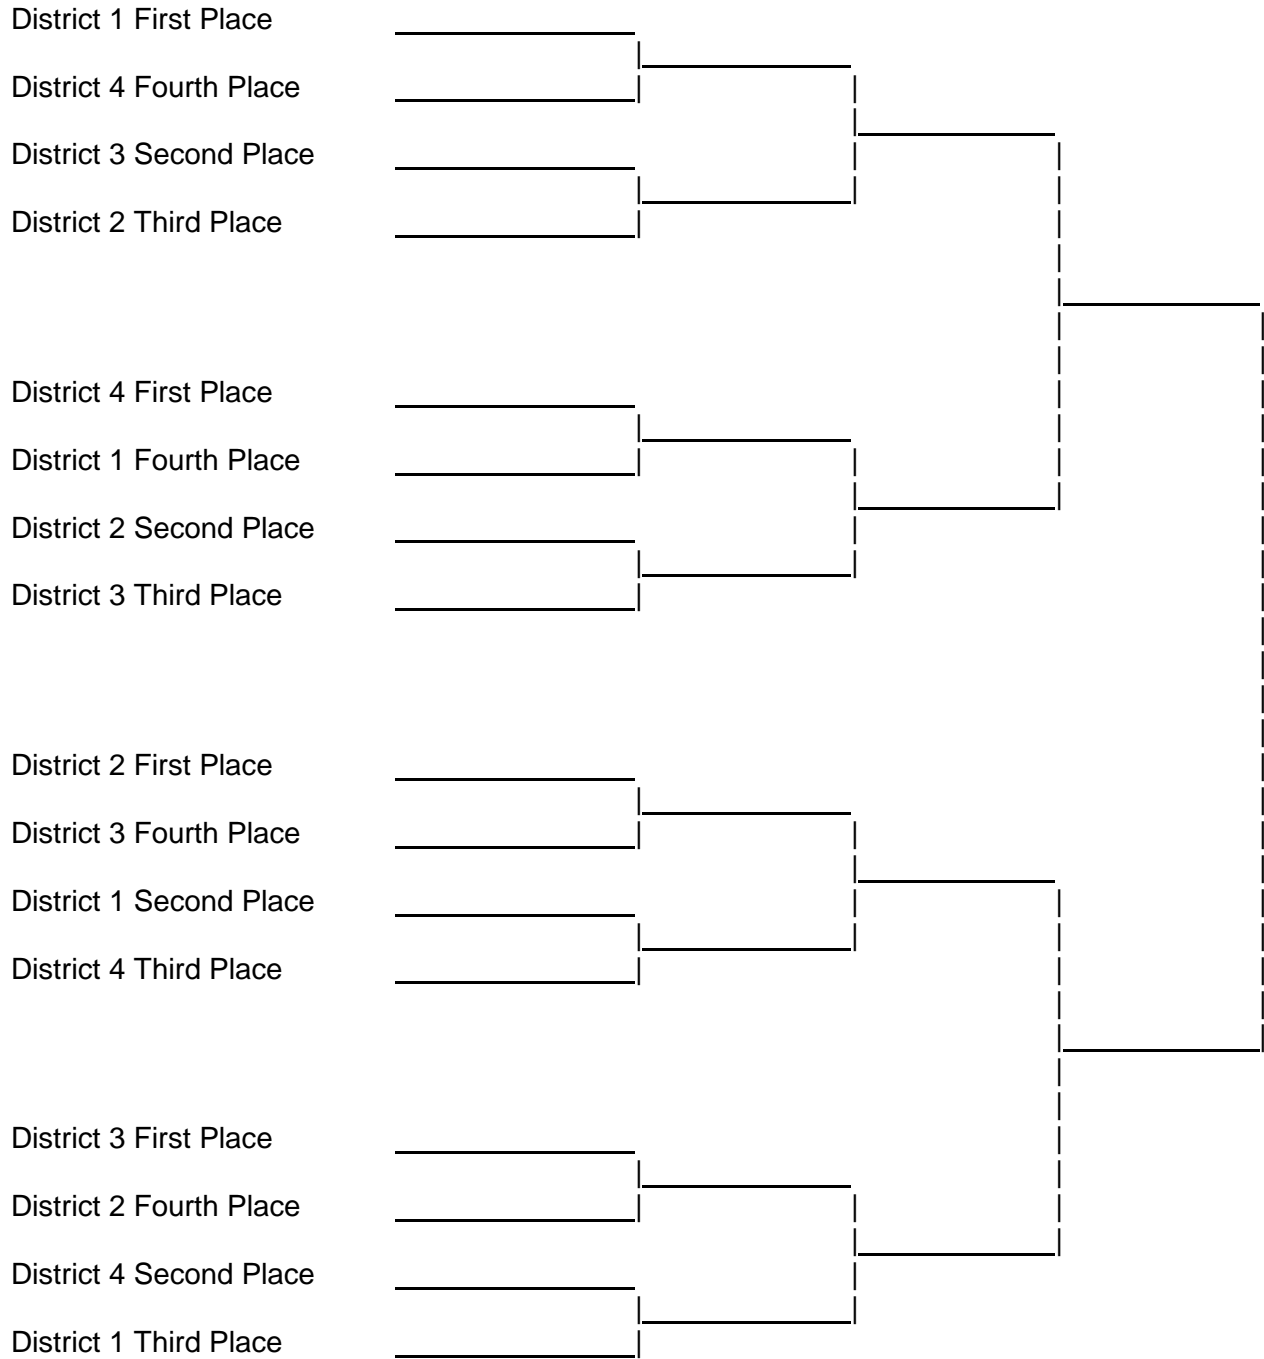 District 1 First Place
District 4 Fourth Place
District 3 Second Place
District 2 Third Place
District 4 First Place
District 1 Fourth Place
District 2 Second Place
District 3 Third Place
District 2 First Place
District 3 Fourth Place
District 1 Second Place
District 4 Third Place
District 3 First Place
District 2 Fourth Place
District 4 Second Place
District 1 Third Place